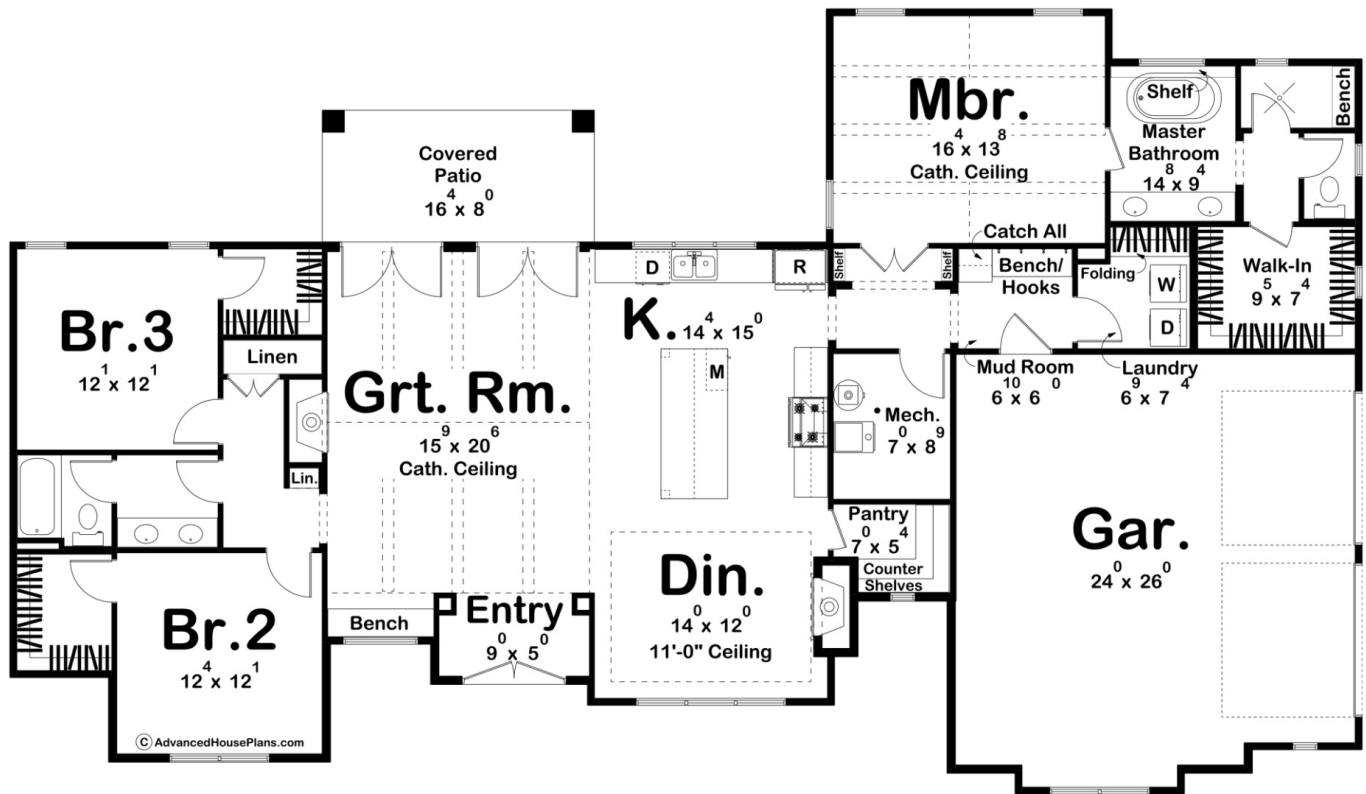 Mbr.
16⁴ x 13⁸
Cath. Ceiling
Shelf
Bench
Master
Bathroom
14⁸ x 9⁴
Covered
Patio
16⁴ x 8⁰
Catch All
Bench/
Hooks
Shelf
Shelf
Folding
W
D
Walk-In
9⁵ x 7⁴
D
R
K. 14⁴ x 15⁰
M
Br.3
12¹ x 12¹
Linen
Grt. Rm.
15⁹ x 20⁶
Cath. Ceiling
Lin.
Mud Room
6¹⁰ x 6⁰
Laundry
6⁹ x 7⁴
Mech.
7⁰ x 8⁹
Pantry
7⁰ x 5⁴
Counter
Shelves
Gar.
24⁰ x 26⁰
Din.
14⁰ x 12⁰
11'-0" Ceiling
Entry
9⁰ x 5⁰
Bench
Br.2
12⁴ x 12¹
© AdvancedHousePlans.com